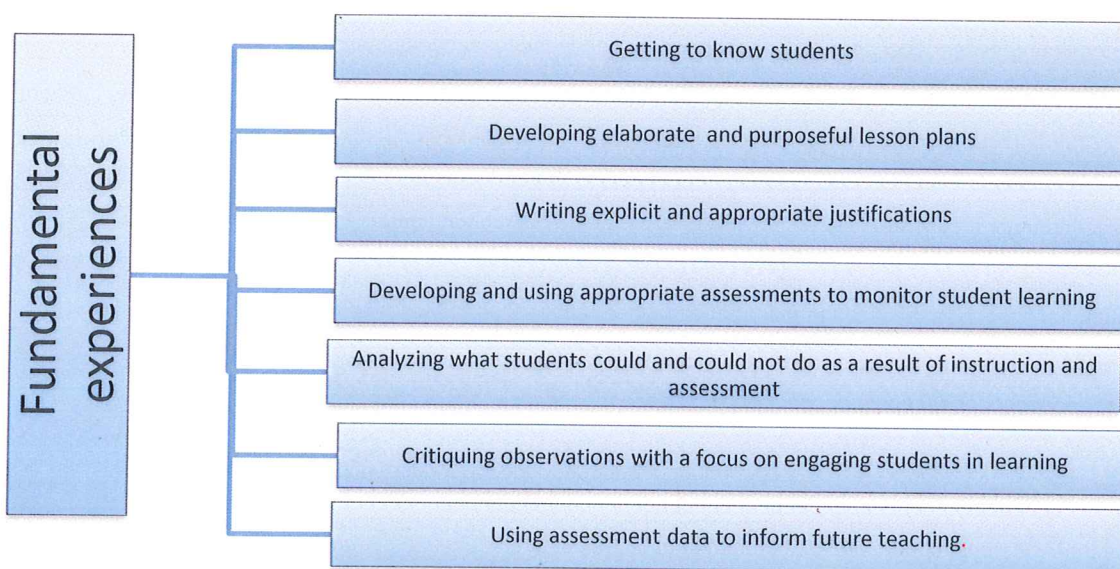 Fundamental
experiences
Getting to know students
Developing elaborate and purposeful lesson plans
Writing explicit and appropriate justifications
Developing and using appropriate assessments to monitor student learning
Analyzing what students could and could not do as a result of instruction and
assessment
Critiquing observations with a focus on engaging students in learning
Using assessment data to inform future teaching.